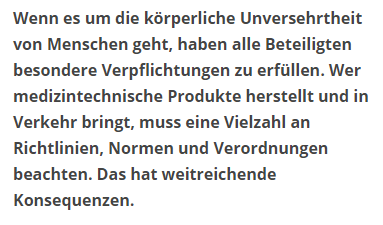 Wenn es um die körperliche Unversehrtheit
von Menschen geht, haben alle Beteiligten
besondere Verpflichtungen zu erfüllen. Wer
medizintechnische Produkte herstellt und in
Verkehr bringt, muss eine Vielzahl an
Richtlinien, Normen und Verordnungen
beachten. Das hat weitreichende
Konsequenzen.